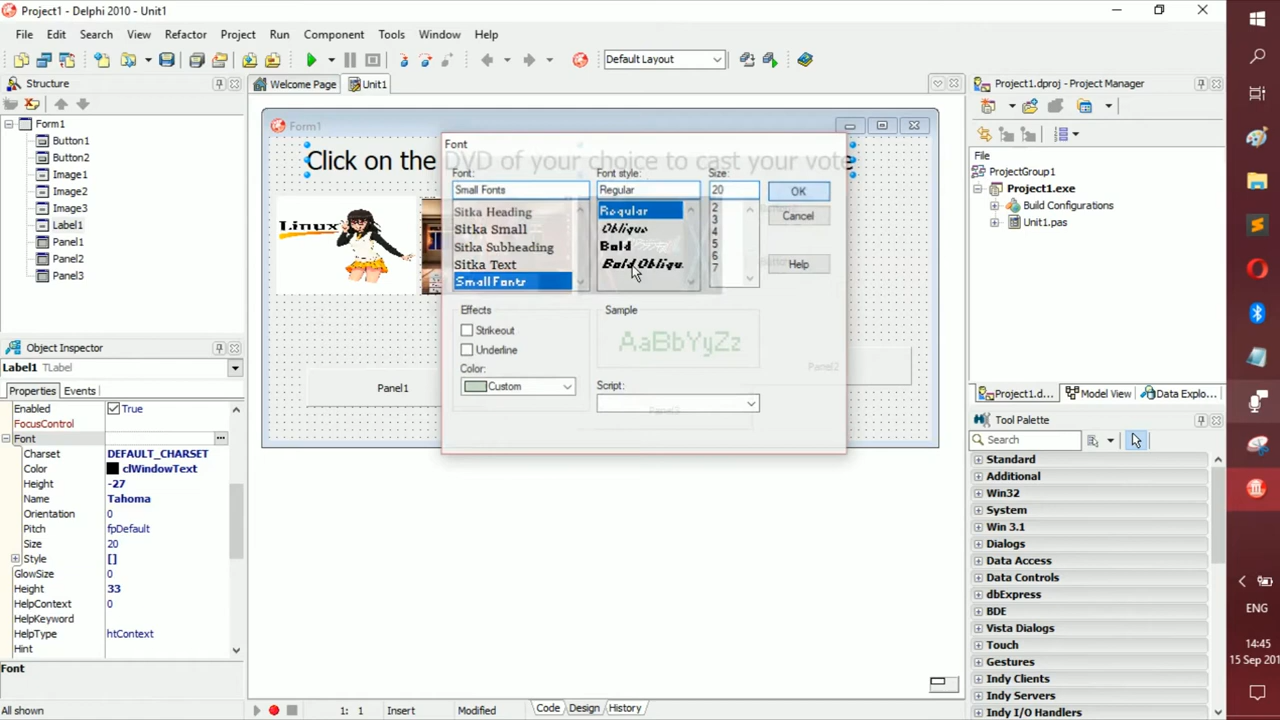 Project1 - Delphi 2010 - Unit1
File Edit Search View Refactor Project Run Component Tools Window Help
Default Layout
Structure
Welcome Page
Unit1
Form1
Button1
Button2
Image1
Image2
Image3
Label1
Panel1
Panel2
Panel3
Object Inspector
Label1 TLabel
Properties Events
Enabled True
FocusControl
Font
Charset DEFAULT_CHARSET
Color clWindowText
Height -27
Name Tahoma
Orientation 0
Pitch fpDefault
Size 20
Style []
GlowSize 0
Height 33
HelpContext 0
HelpKeyword
HelpType htContext
Hint
Font
All shown
Form1
Click on the DVD of your choice to cast your vote
Linux
Panel1
Panel2
Panel3
Font
Font:
Small Fonts
Sitka Heading
Sitka Small
Sitka Subheading
Sitka Text
Small Fonts
Font style:
Regular
Regular
Oblique
Bold
Bold Obliqu
Size:
20
2
3
4
5
6
7
OK
Cancel
Help
Effects
Strikeout
Underline
Color:
Custom
Sample
AaBbYyZz
Script:
1: 1 Insert Modified
Code Design History
Project1.dproj - Project Manager
File
ProjectGroup1
Project1.exe
Build Configurations
Unit1.pas
Project1.d... Model View Data Explo...
Tool Palette
Search
Standard
Additional
Win32
System
Win 3.1
Dialogs
Data Access
Data Controls
dbExpress
BDE
Vista Dialogs
Touch
Gestures
Indy Clients
Indy Servers
Indy I/O Handlers
ENG
14:45
15 Sep 201